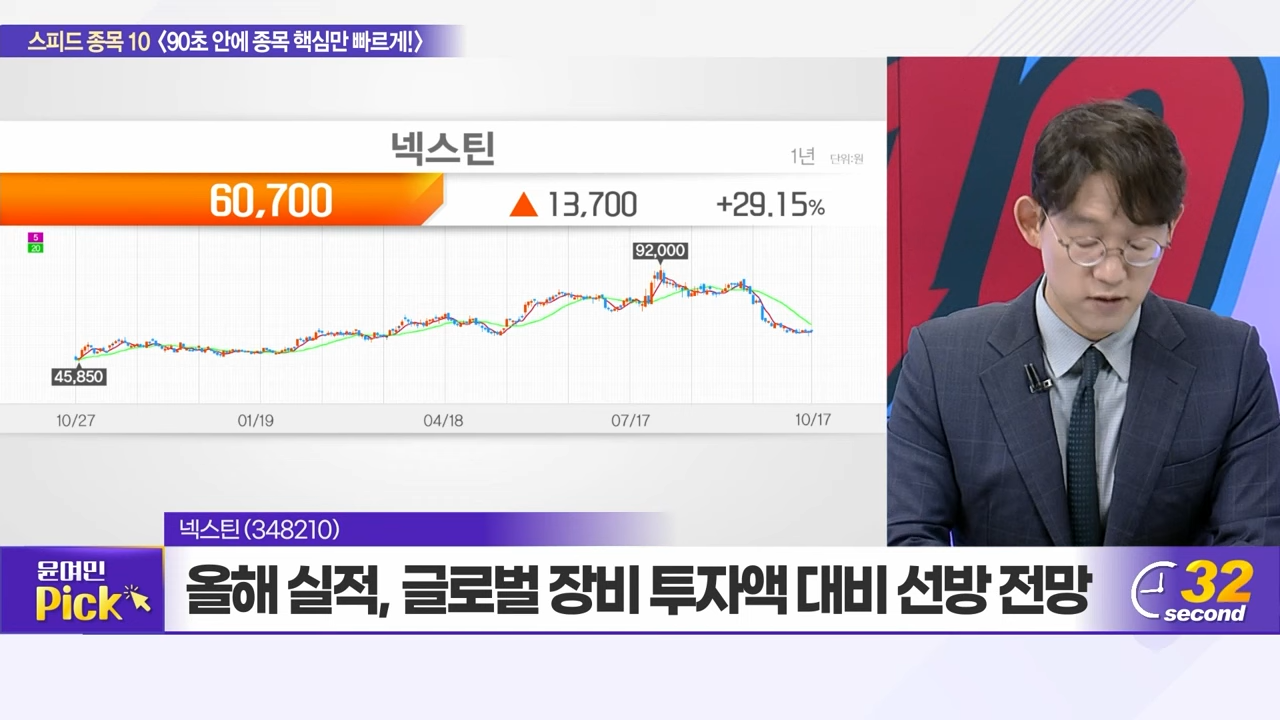 스피드 종목 10 <90초 안에 종목 핵심만 빠르게!>
넥스틴
1년 단위:원
60,700 ▲ 13,700 +29.15%
5
20
92,000
45,850
10/27 01/19 04/18 07/17 10/17
넥스틴(348210)
윤여민
Pick
올해 실적, 글로벌 장비 투자액 대비 선방 전망
32
second